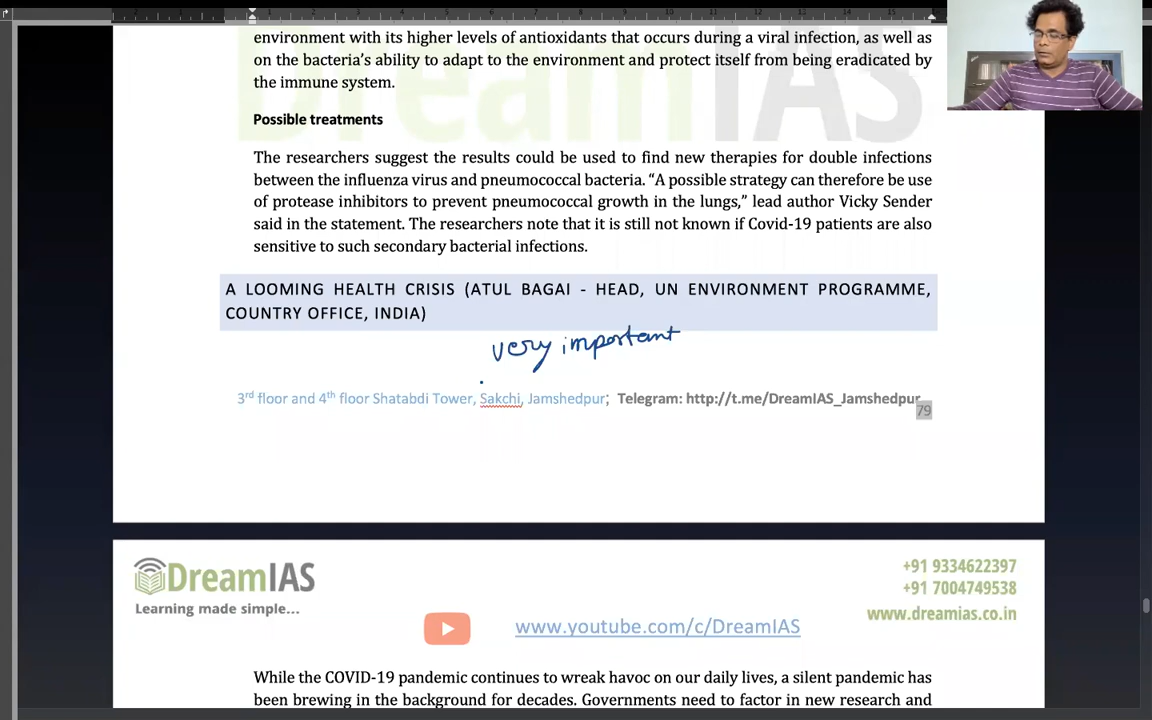 environment with its higher levels of antioxidants that occurs during a viral infection, as well as
on the bacteria's ability to adapt to the environment and protect itself from being eradicated by
the immune system.
Possible treatments
The researchers suggest the results could be used to find new therapies for double infections
between the influenza virus and pneumococcal bacteria. “A possible strategy can therefore be use
of protease inhibitors to prevent pneumococcal growth in the lungs,” lead author Vicky Sender
said in the statement. The researchers note that it is still not known if Covid-19 patients are also
sensitive to such secondary bacterial infections.
A LOOMING HEALTH CRISIS (ATUL BAGAI - HEAD, UN ENVIRONMENT PROGRAMME,
COUNTRY OFFICE, INDIA)
very important
3rd floor and 4th floor Shatabdi Tower, Sakchi, Jamshedpur; Telegram: http://t.me/DreamIAS_Jamshedpur
79
DreamIAS
Learning made simple...
+91 9334622397
+91 7004749538
www.dreamias.co.in
www.youtube.com/c/DreamIAS
While the COVID-19 pandemic continues to wreak havoc on our daily lives, a silent pandemic has
been brewing in the background for decades. Governments need to factor in new research and